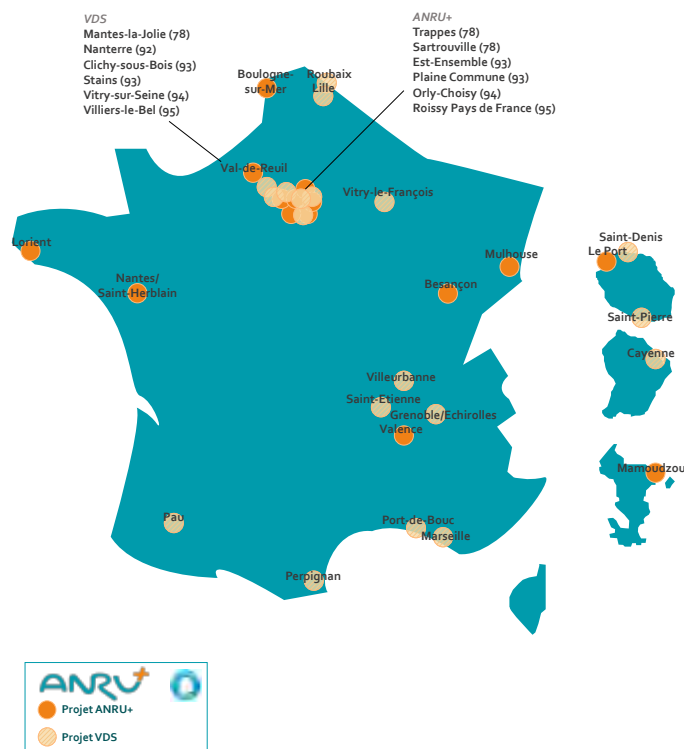 VDS
Mantes-la-Jolie (78)
Nanterre (92)
Clichy-sous-Bois (93)
Stains (93)
Vitry-sur-Seine (94)
Villiers-le-Bel (95)
ANRU+
Trappes (78)
Sartrouville (78)
Est-Ensemble (93)
Plaine Commune (93)
Orly-Choisy (94)
Roissy Pays de France (95)
Boulogne-
sur-Mer
Roubaix
Lille
Val-de-Reuil
Vitry-le-François
Lorient
Nantes/
Saint-Herblain
Mulhouse
Besançon
Saint-Denis
Le Port
Saint-Pierre
Cayenne
Villeurbanne
Saint-Etienne
Grenoble/Echirolles
Valence
Mamoudzou
Pau
Port-de-Bouc
Marseille
Perpignan
ANRU+
Projet ANRU+
Projet VDS